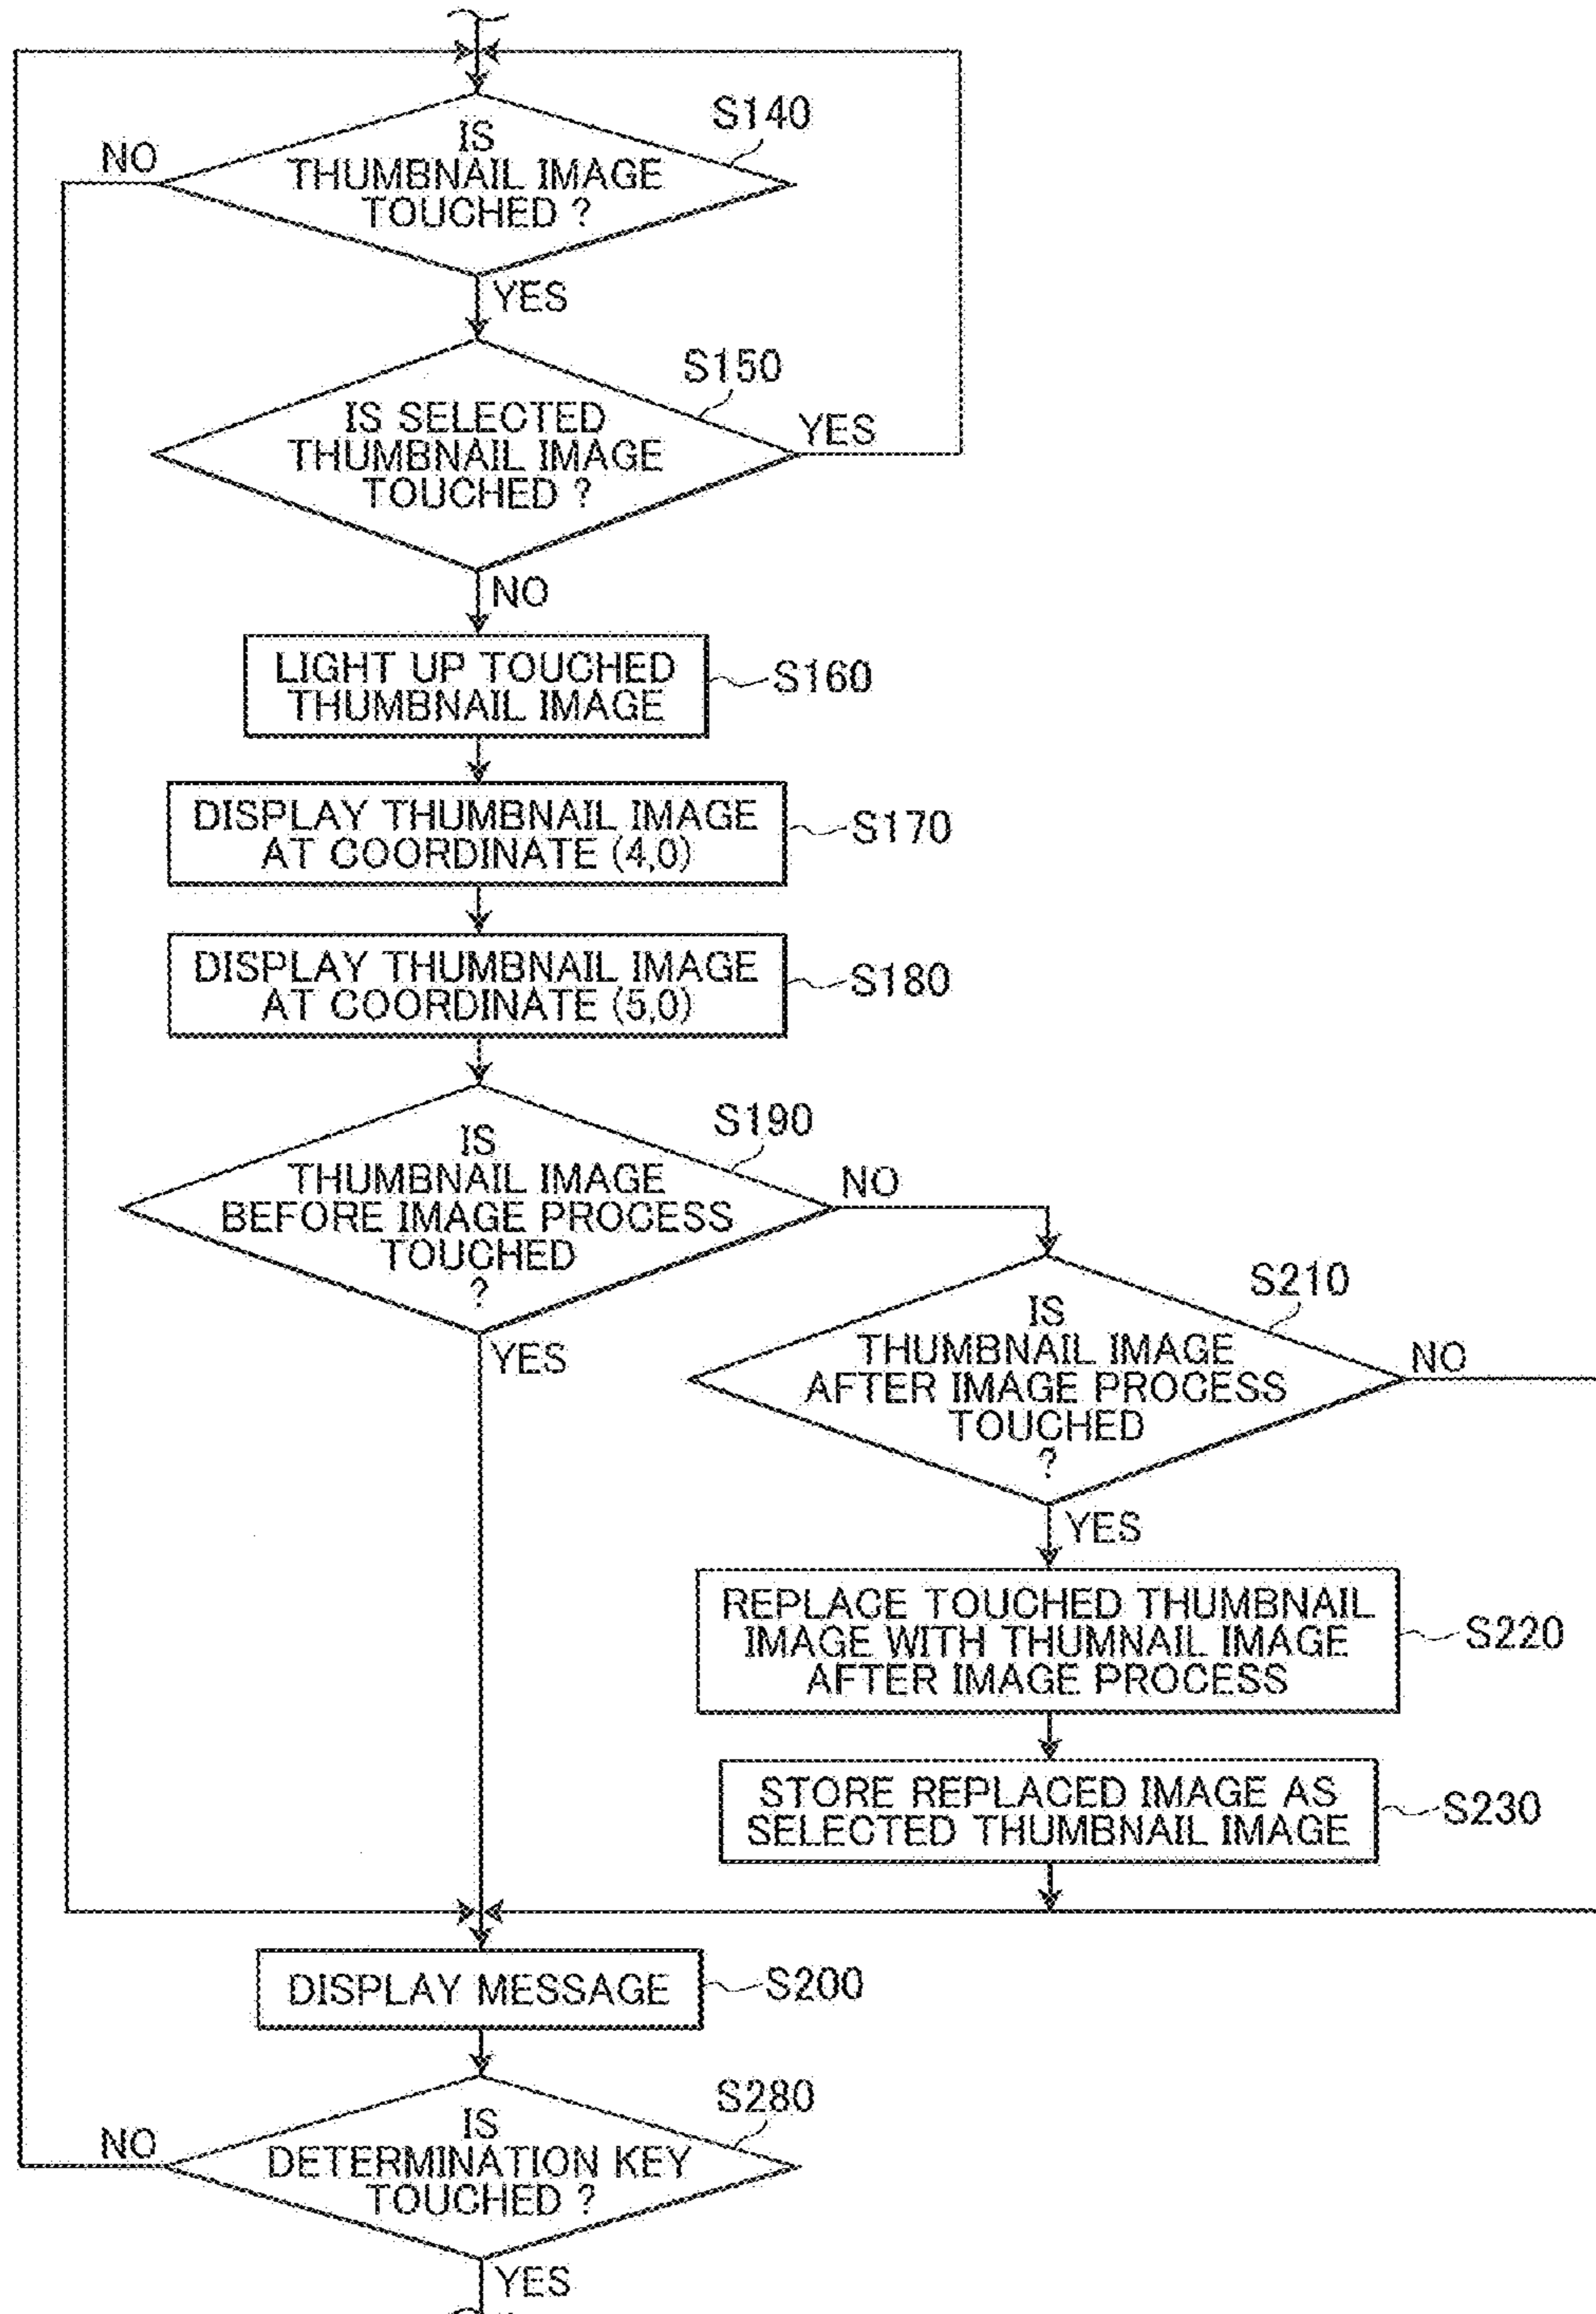 S140
NO
IS
THUMBNAIL IMAGE
TOUCHED ?
YES
S150
IS SELECTED
THUMBNAIL IMAGE
TOUCHED ?
YES
NO
LIGHT UP TOUCHED
THUMBNAIL IMAGE
S160
DISPLAY THUMBNAIL IMAGE
AT COORDINATE (4,0)
S170
DISPLAY THUMBNAIL IMAGE
AT COORDINATE (5,0)
S180
S190
IS
THUMBNAIL IMAGE
BEFORE IMAGE PROCESS
TOUCHED
?
NO
YES
S210
IS
THUMBNAIL IMAGE
AFTER IMAGE PROCESS
TOUCHED
?
NO
YES
REPLACE TOUCHED THUMBNAIL
IMAGE WITH THUMNAIL IMAGE
AFTER IMAGE PROCESS
S220
STORE REPLACED IMAGE AS
SELECTED THUMBNAIL IMAGE
S230
DISPLAY MESSAGE
S200
S280
NO
IS
DETERMINATION KEY
TOUCHED ?
YES